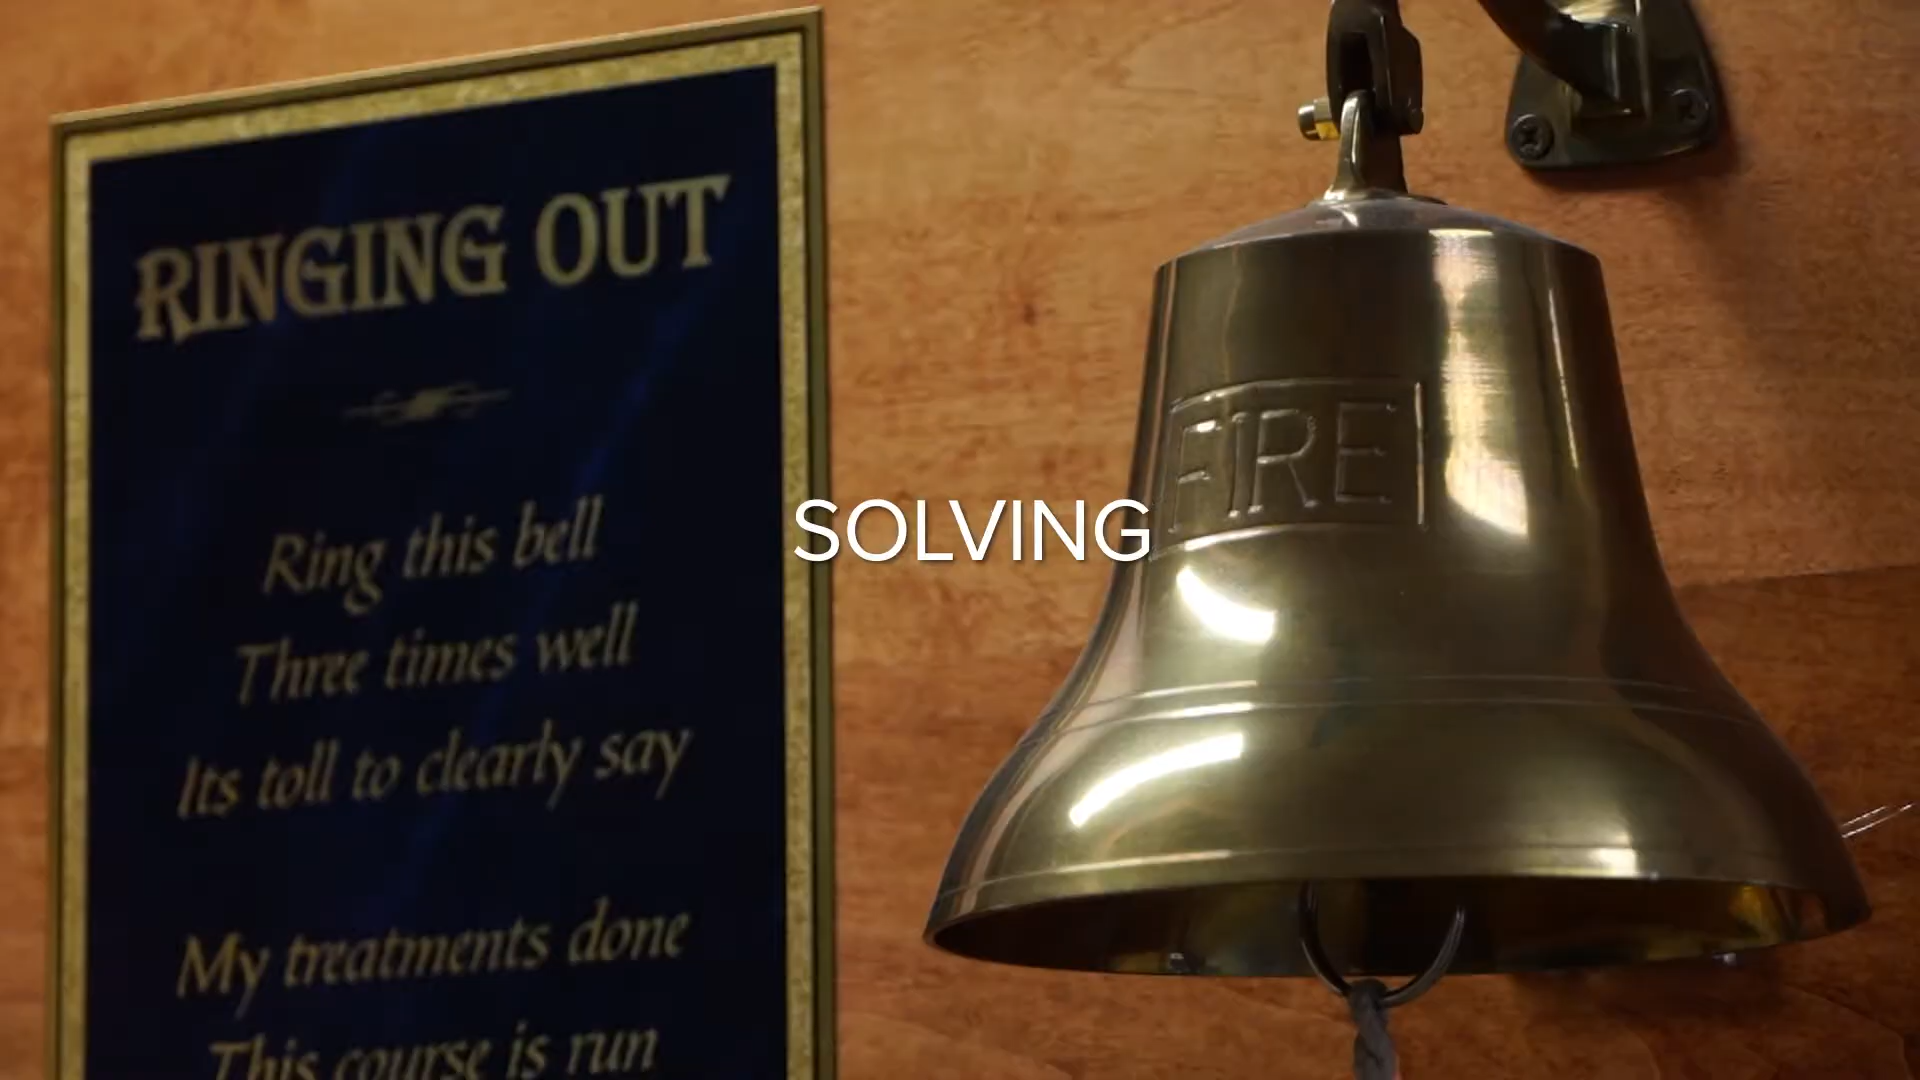 RINGING OUT
Ring this bell
Three times well
Its toll to clearly say
My treatments done
This course is run
FIRE
SOLVING